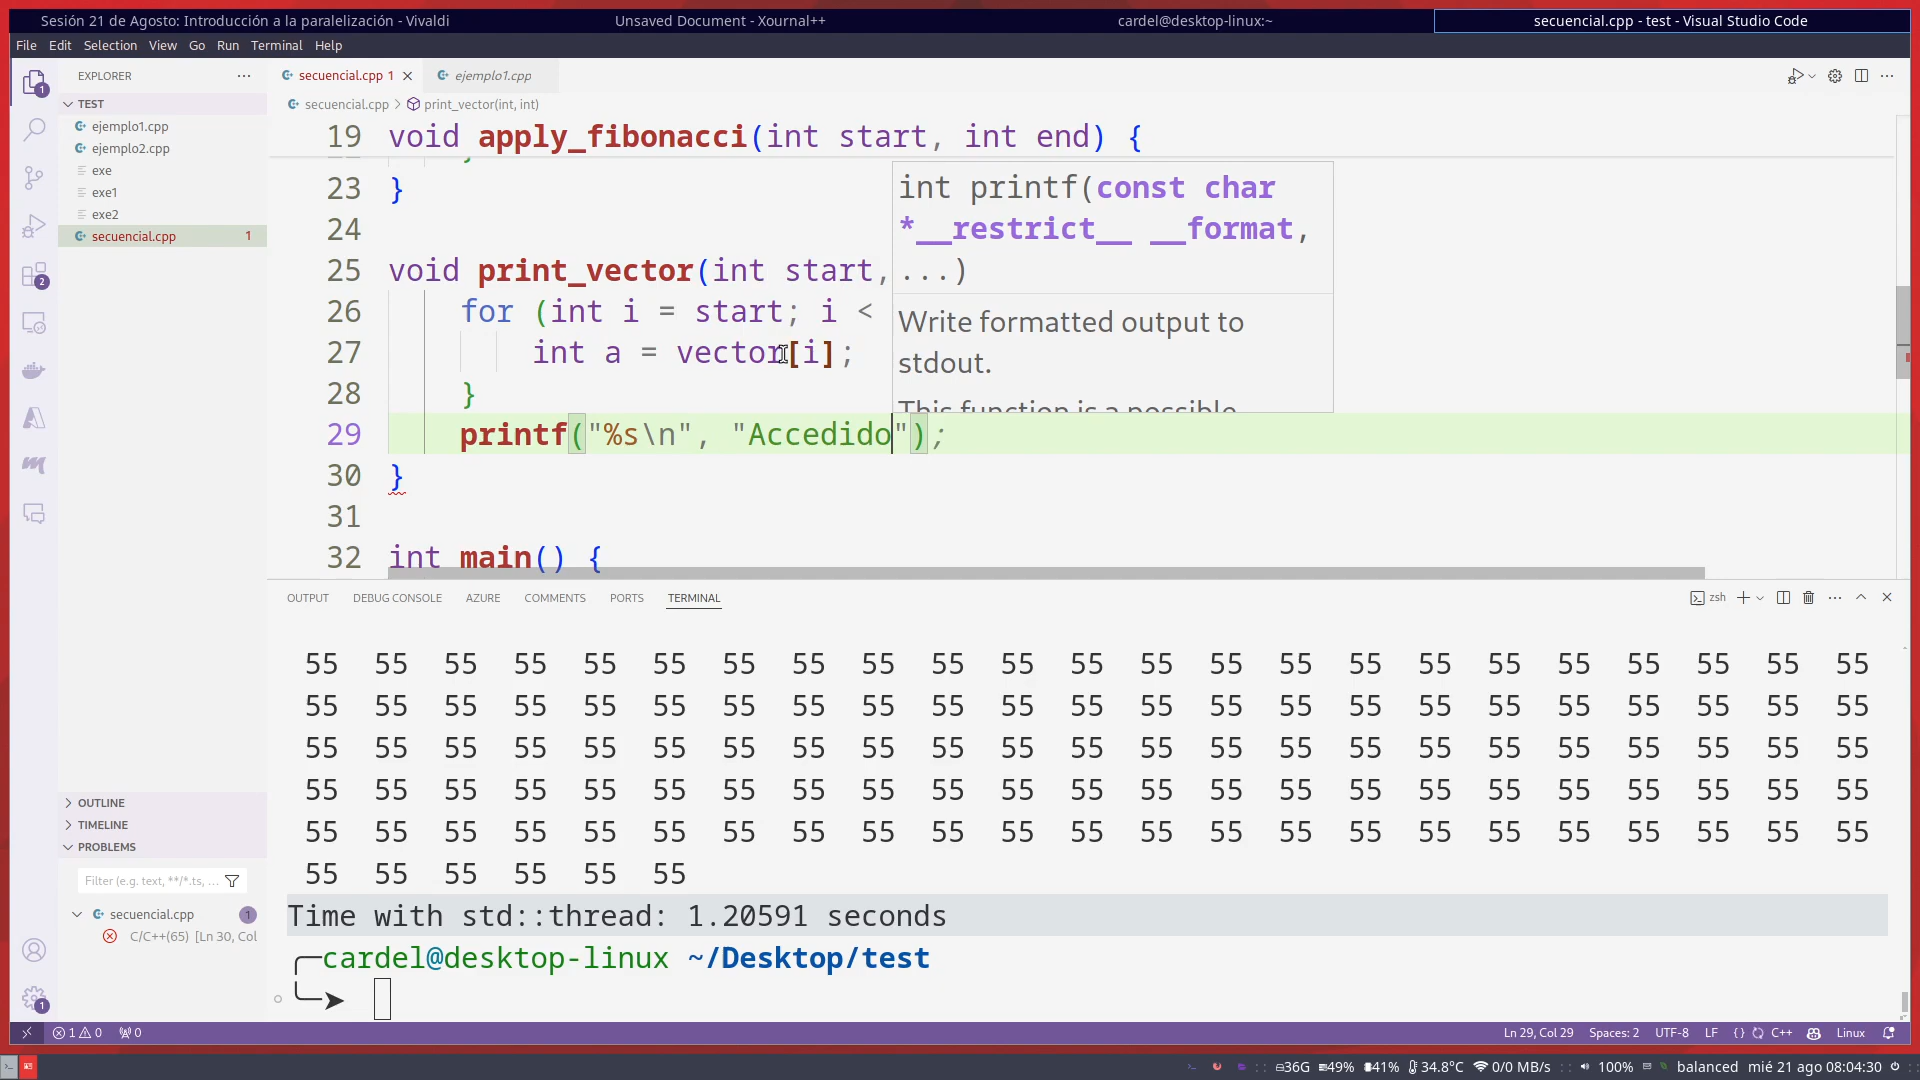 Sesión 21 de Agosto: Introducción a la paralelización - Vivaldi
Unsaved Document - Xournal++
cardel@desktop-linux:~
secuencial.cpp - test - Visual Studio Code
File Edit Selection View Go Run Terminal Help
EXPLORER
TEST
ejemplo1.cpp
ejemplo2.cpp
exe
exe1
exe2
secuencial.cpp 1
OUTLINE
TIMELINE
PROBLEMS
Filter (e.g. text, **/*.ts, ...
secuencial.cpp 1
C/C++(65) [Ln 30, Col
secuencial.cpp 1
ejemplo1.cpp
secuencial.cpp > print_vector(int, int)
19 void apply_fibonacci(int start, int end) {
23 }
24
25 void print_vector(int start,
26 for (int i = start; i <
27 int a = vector[i];
28 }
29 printf("%s\n", "Accedido");
30 }
31
32 int main() {
int printf(const char
*__restrict__ __format,
...)
Write formatted output to
stdout.
This function is a possible
OUTPUT DEBUG CONSOLE AZURE COMMENTS PORTS TERMINAL
zsh
55 55 55 55 55 55 55 55 55 55 55 55 55 55 55 55 55 55 55 55 55 55 55
55 55 55 55 55 55 55 55 55 55 55 55 55 55 55 55 55 55 55 55 55 55 55
55 55 55 55 55 55 55 55 55 55 55 55 55 55 55 55 55 55 55 55 55 55 55
55 55 55 55 55 55 55 55 55 55 55 55 55 55 55 55 55 55 55 55 55 55 55
55 55 55 55 55 55 55 55 55 55 55 55 55 55 55 55 55 55 55 55 55 55 55
55 55 55 55 55 55
Time with std::thread: 1.20591 seconds
cardel@desktop-linux ~/Desktop/test
1 0 0
Ln 29, Col 29 Spaces: 2 UTF-8 LF {} C++ Linux
36G 49% 41% 34.8°C 0/0 MB/s 100% balanced mié 21 ago 08:04:30